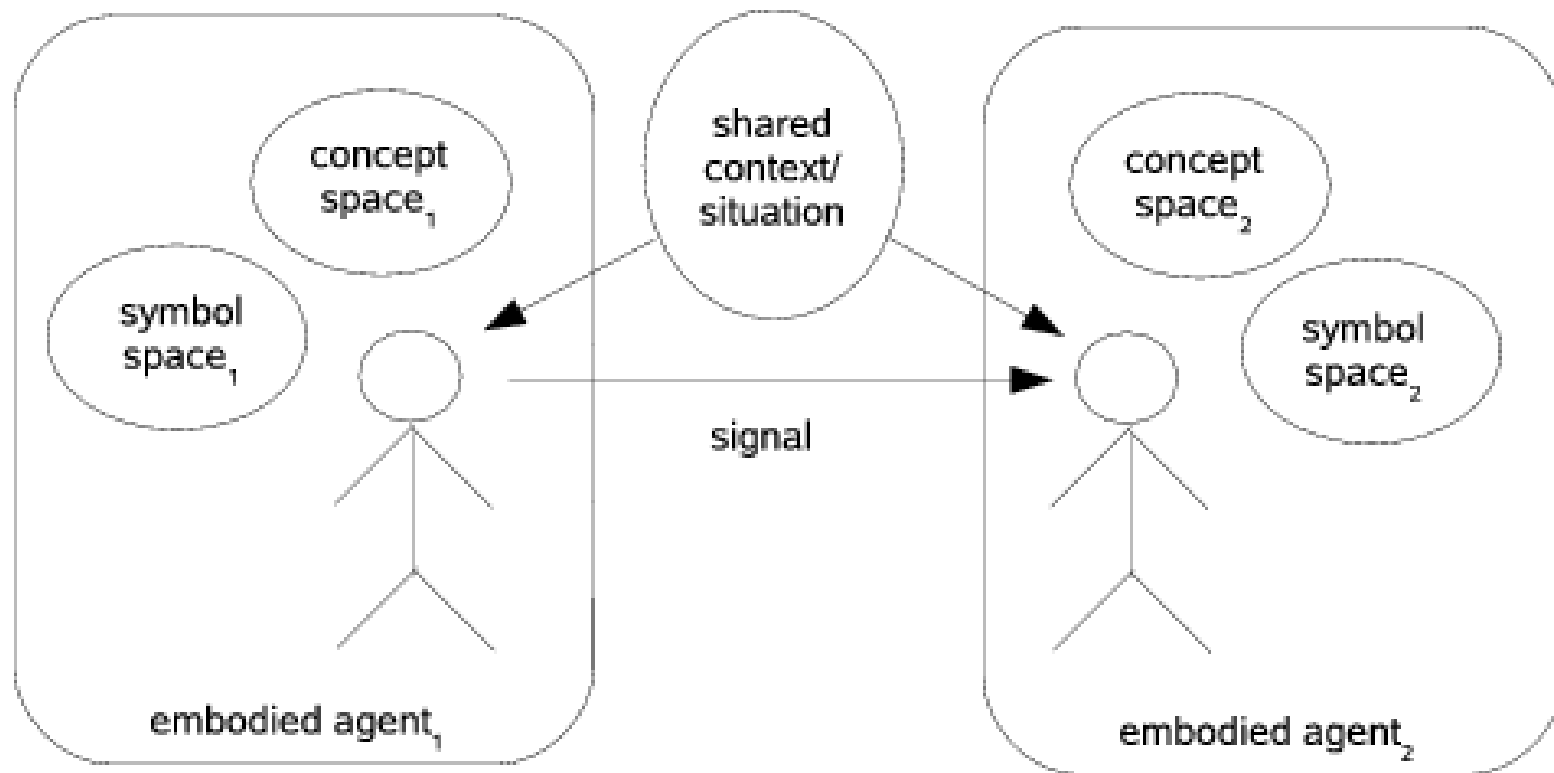 concept
space₁
symbol
space₁
embodied agent₁
shared
context/
situation
signal
concept
space₂
symbol
space₂
embodied agent₂